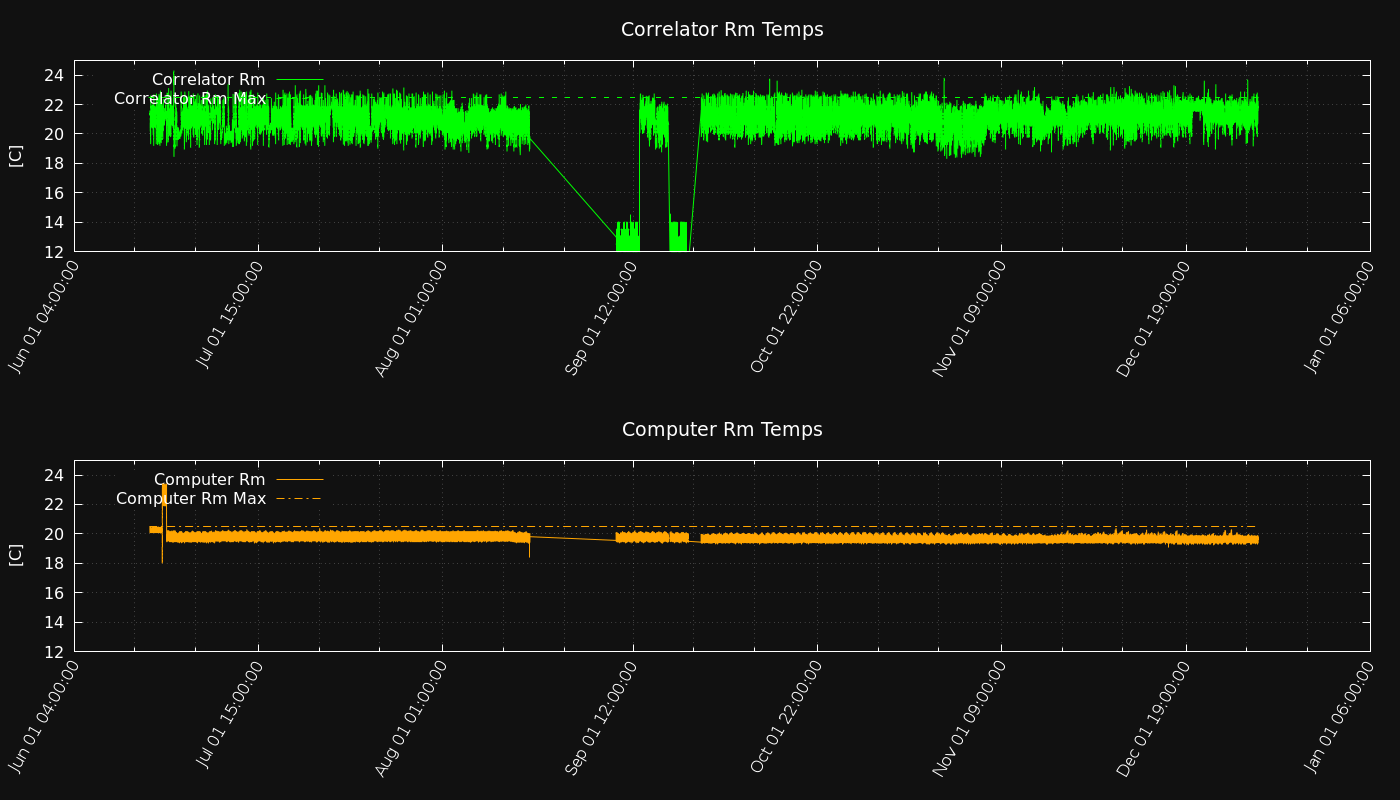 Correlator Rm Temps
Correlator Rm
Correlator Rm Max
24
22
20
18
16
14
12
[C]
Jun 01 04:00:00
Jul 01 15:00:00
Aug 01 01:00:00
Sep 01 12:00:00
Oct 01 22:00:00
Nov 01 09:00:00
Dec 01 19:00:00
Jan 01 06:00:00
Computer Rm Temps
Computer Rm
Computer Rm Max
24
22
20
18
16
14
12
[C]
Jun 01 04:00:00
Jul 01 15:00:00
Aug 01 01:00:00
Sep 01 12:00:00
Oct 01 22:00:00
Nov 01 09:00:00
Dec 01 19:00:00
Jan 01 06:00:00